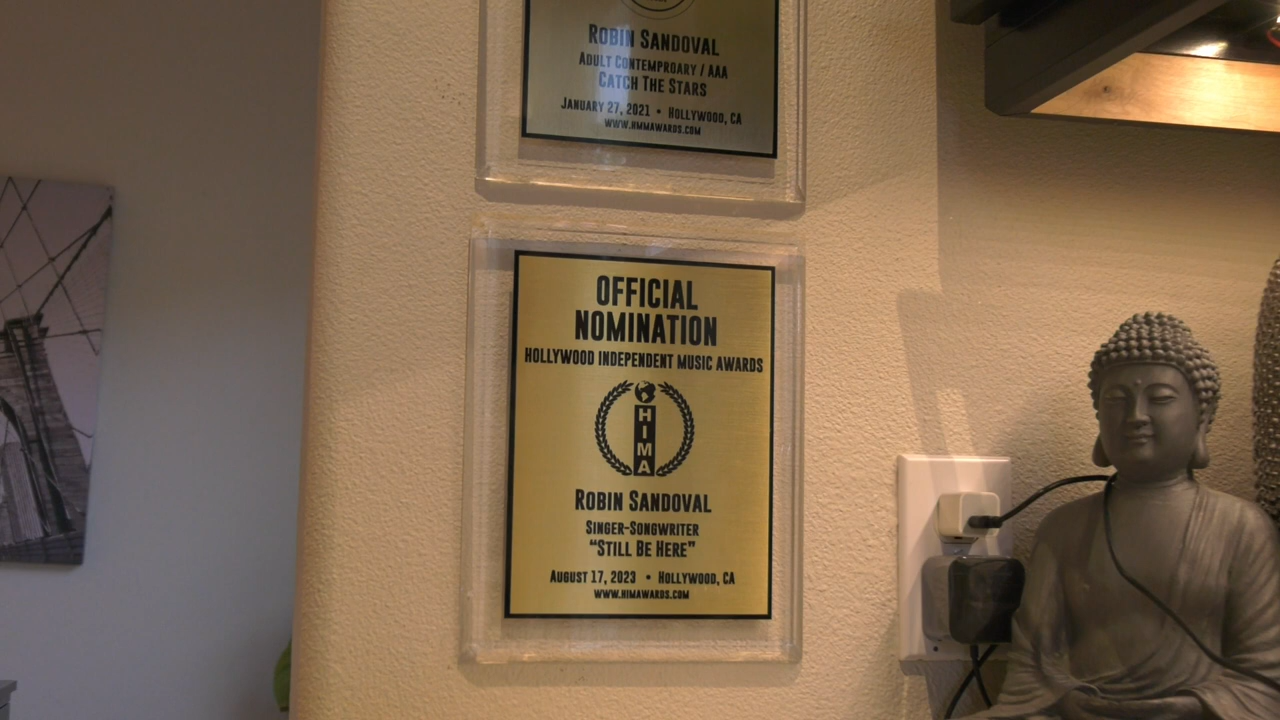 ROBIN SANDOVAL
ADULT CONTEMPROARY / AAA
CATCH THE STARS
JANUARY 27, 2021 • HOLLYWOOD, CA
WWW.HMMAWARDS.COM
OFFICIAL
NOMINATION
HOLLYWOOD INDEPENDENT MUSIC AWARDS
HIMA
ROBIN SANDOVAL
SINGER-SONGWRITER
"STILL BE HERE"
AUGUST 17, 2023 • HOLLYWOOD, CA
WWW.HIMAWARDS.COM